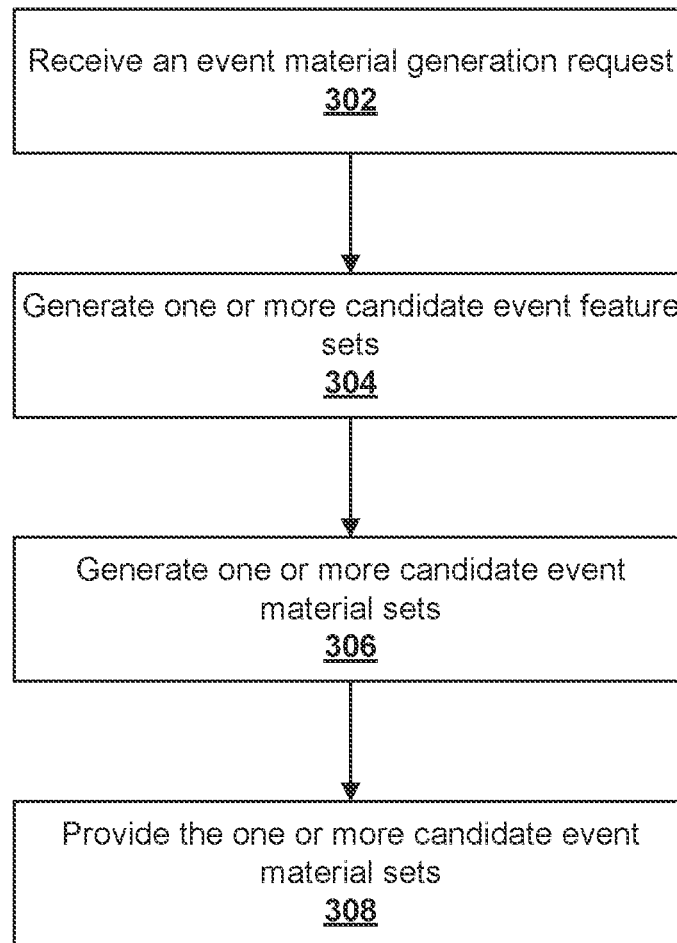 Receive an event material generation request
302
Generate one or more candidate event feature
sets
304
Generate one or more candidate event
material sets
306
Provide the one or more candidate event
material sets
308